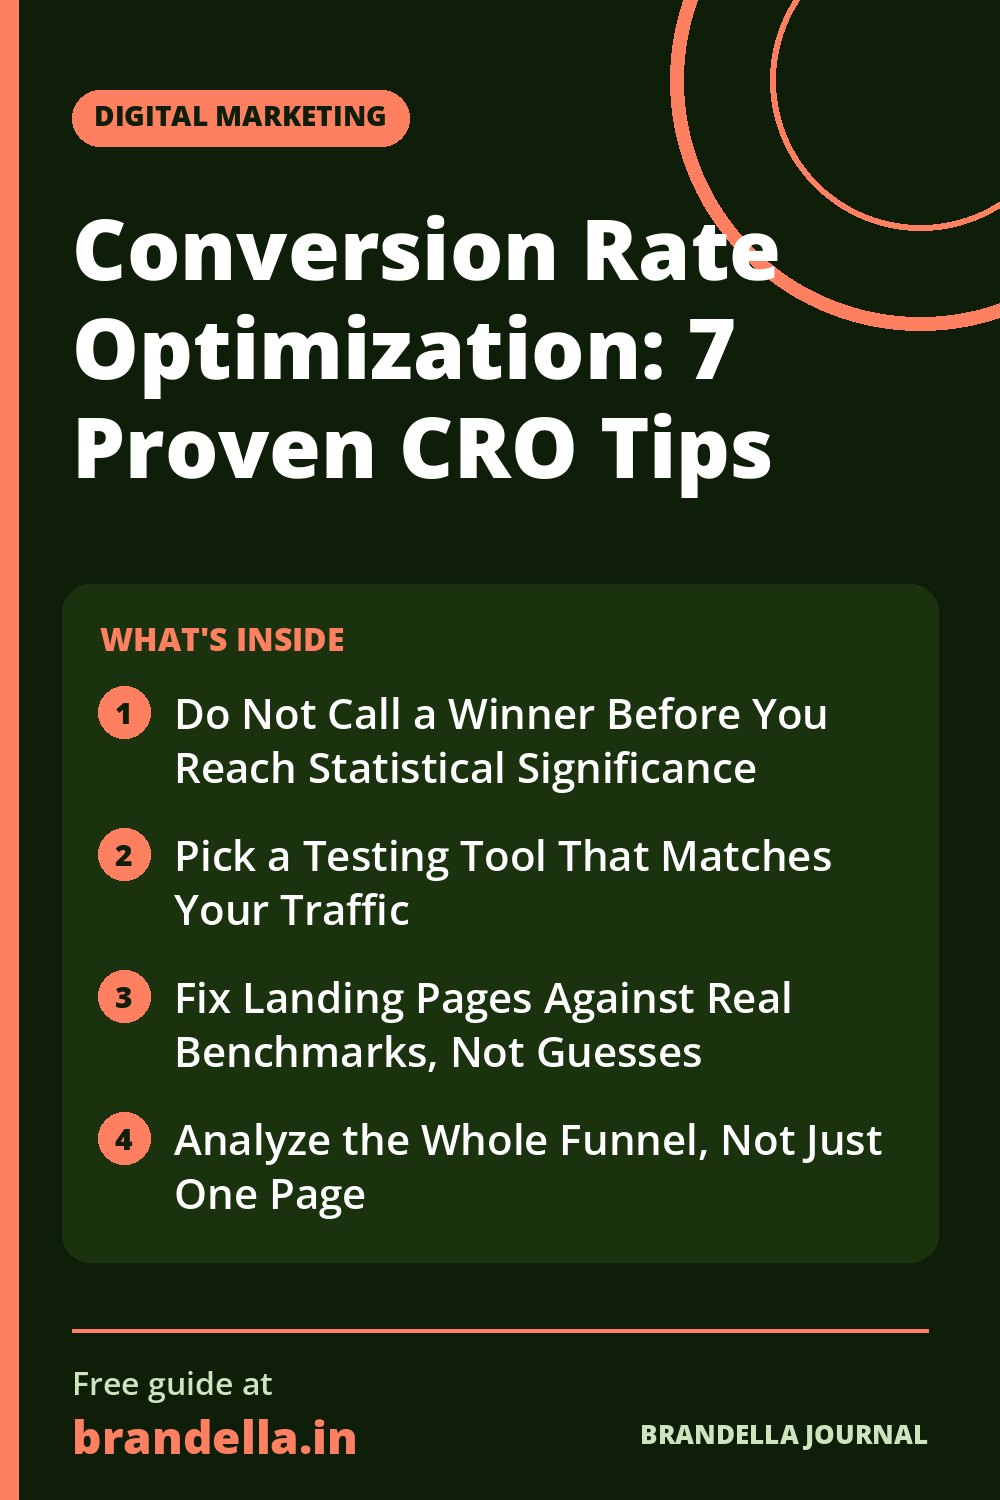 DIGITAL MARKETING
Conversion Rate
Optimization: 7
Proven CRO Tips
WHAT'S INSIDE
1 Do Not Call a Winner Before You
Reach Statistical Significance
2 Pick a Testing Tool That Matches
Your Traffic
3 Fix Landing Pages Against Real
Benchmarks, Not Guesses
4 Analyze the Whole Funnel, Not Just
One Page
Free guide at
brandella.in
BRANDELLA JOURNAL